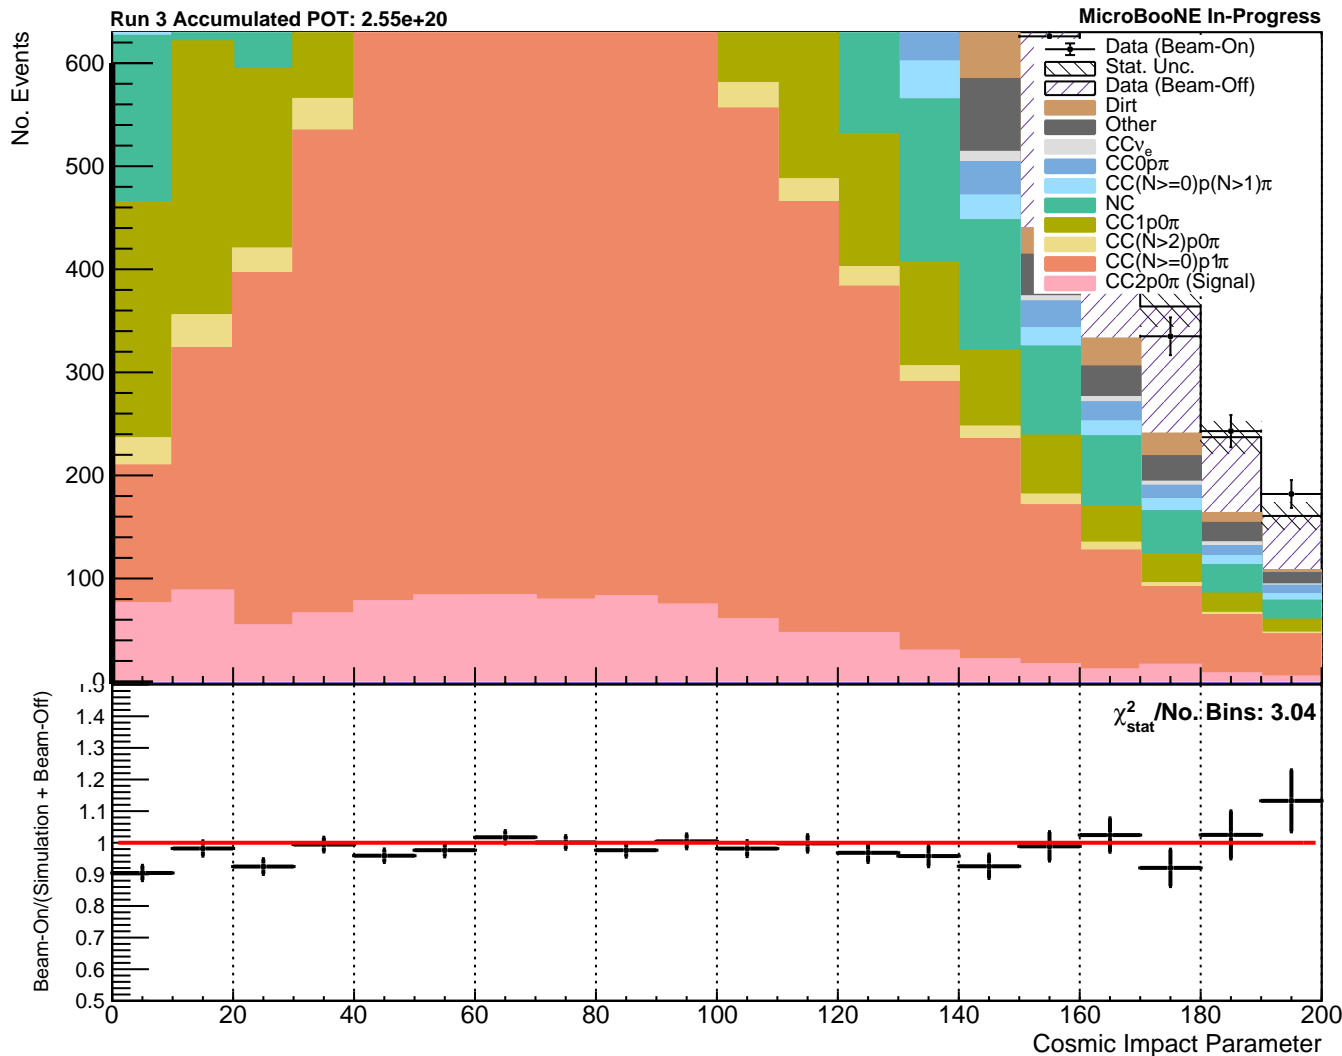 Run 3 Accumulated POT: 2.55e+20
MicroBooNE In-Progress
No. Events
600
500
400
300
200
100
0
Data (Beam-On)
Stat. Unc.
Data (Beam-Off)
Dirt
Other
CCνe
CC0pπ
CC(N>=0)p(N>1)π
NC
CC1p0π
CC(N>2)p0π
CC(N>=0)p1π
CC2p0π (Signal)
Beam-On/(Simulation + Beam-Off)
χ²stat/No. Bins: 3.04
1.5
1.4
1.3
1.2
1.1
1
0.9
0.8
0.7
0.6
0.5
0 20 40 60 80 100 120 140 160 180 200
Cosmic Impact Parameter